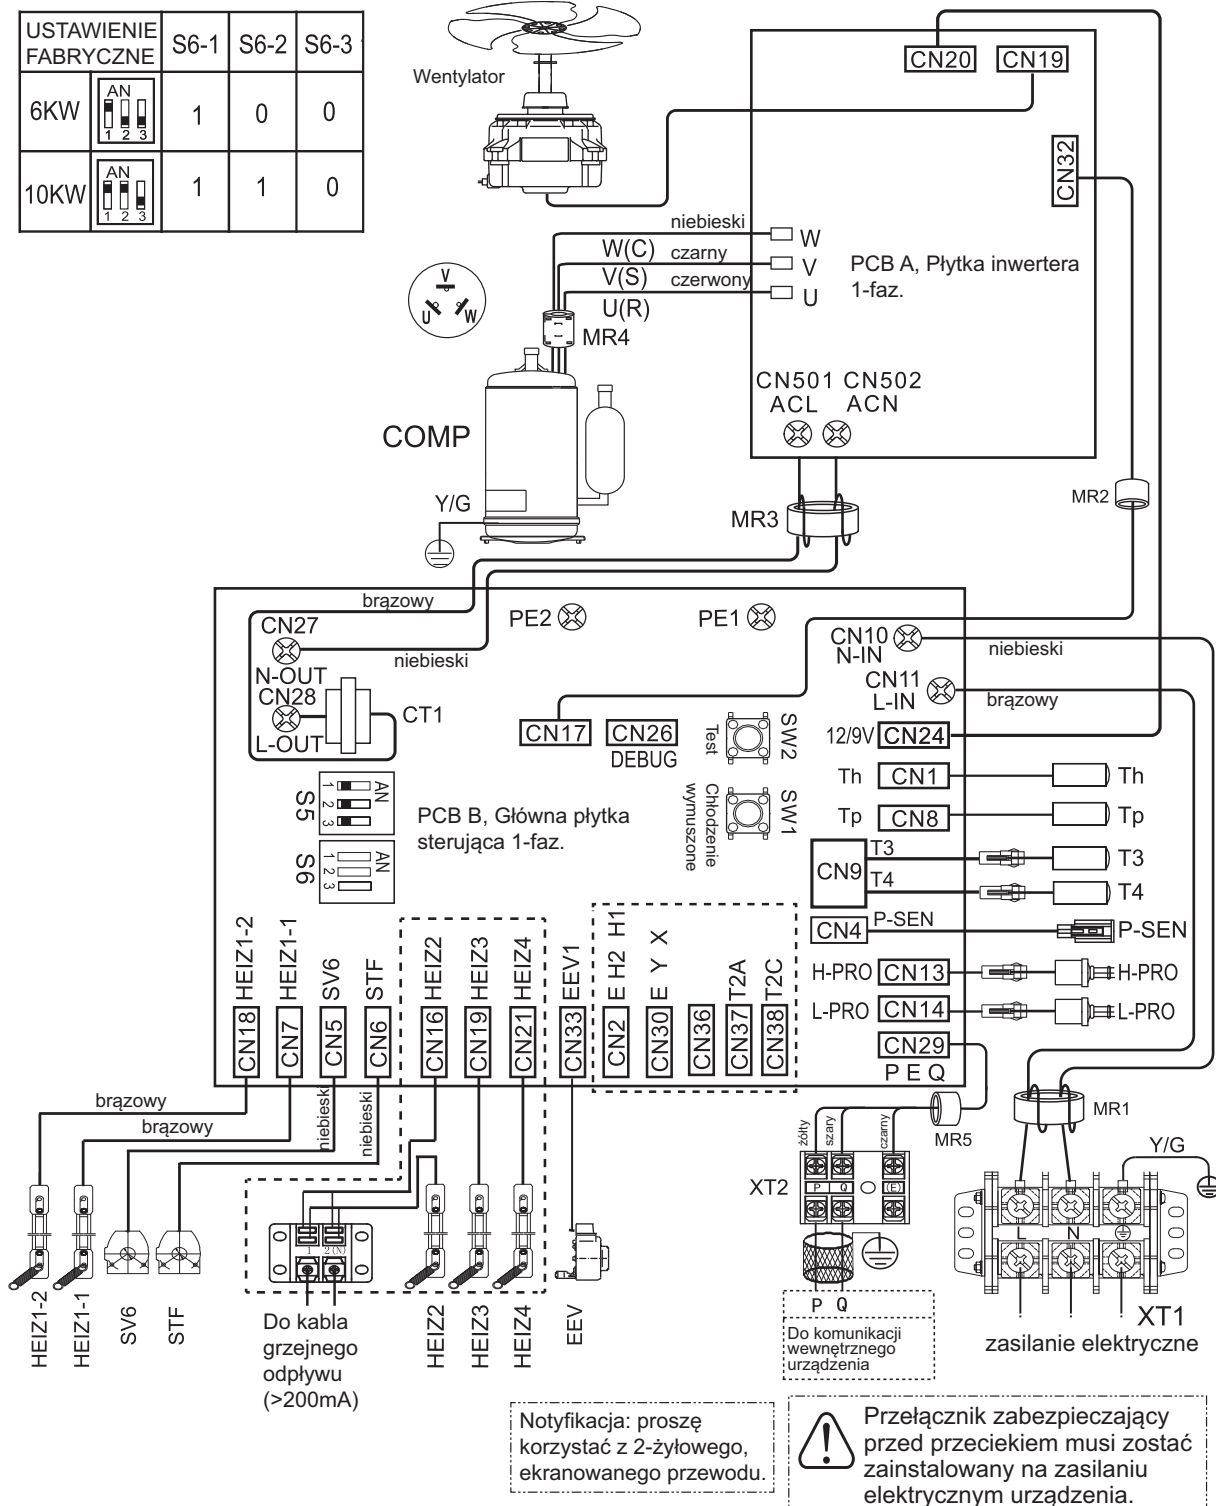 USTAWIENIE
FABRYCZNE
S6-1
S6-2
S6-3
6KW
AN
1 2 3
1
0
0
10KW
AN
1 2 3
1
1
0
Wentylator
CN20
CN19
CN32
niebieski
W
W(C)
czarny
V
V(S)
czerwony
U
U(R)
PCB A, Płytka inwertera
1-faz.
V
U
W
MR4
CN501
CN502
ACL
ACN
COMP
Y/G
MR3
MR2
brązowy
PE2
PE1
CN27
niebieski
N-OUT
CN28
L-OUT
CT1
CN10
N-IN
niebieski
CN11
L-IN
brązowy
CN17
CN26
DEBUG
Test
SW2
12/9V
CN24
Th
CN1
Th
S5
1 2 3
AN
PCB B, Główna płytka
sterująca 1-faz.
Chłodzenie
wymuszone
SW1
Tp
CN8
Tp
S6
1 2 3
AN
CN9
T3
T3
T4
T4
CN4
P-SEN
P-SEN
HEIZ1-2
HEIZ1-1
SV6
STF
HEIZ2
HEIZ3
HEIZ4
EEV1
E H2 H1
E Y X
T2A
T2C
H-PRO
CN13
H-PRO
L-PRO
CN14
L-PRO
CN18
CN7
CN5
CN6
CN16
CN19
CN21
CN33
CN2
CN30
CN36
CN37
CN38
CN29
P E Q
brązowy
brązowy
niebieski
niebieski
MR5
MR1
żółty
szary
czarny
Y/G
XT2
P
Q
(E)
1
2(N)
L
N
P
Q
XT1
zasilanie elektryczne
HEIZ1-2
HEIZ1-1
SV6
STF
Do kabla
grzejnego
odpływu
(>200mA)
HEIZ2
HEIZ3
HEIZ4
EEV
Do komunikacji
wewnętrznego
urządzenia
Notyfikacja: proszę
korzystać z 2-żyłowego,
ekranowanego przewodu.
Przełącznik zabezpieczający
przed przeciekiem musi zostać
zainstalowany na zasilaniu
elektrycznym urządzenia.